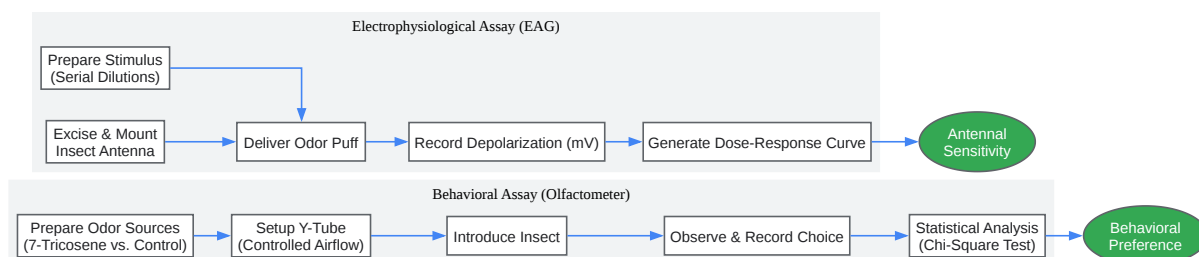 Electrophysiological Assay (EAG)
Prepare Stimulus
(Serial Dilutions)
Excise & Mount
Insect Antenna
Deliver Odor Puff
Record Depolarization (mV)
Generate Dose-Response Curve
Antennal
Sensitivity
Behavioral Assay (Olfactometer)
Prepare Odor Sources
(7-Tricosene vs. Control)
Setup Y-Tube
(Controlled Airflow)
Introduce Insect
Observe & Record Choice
Statistical Analysis
(Chi-Square Test)
Behavioral
Preference